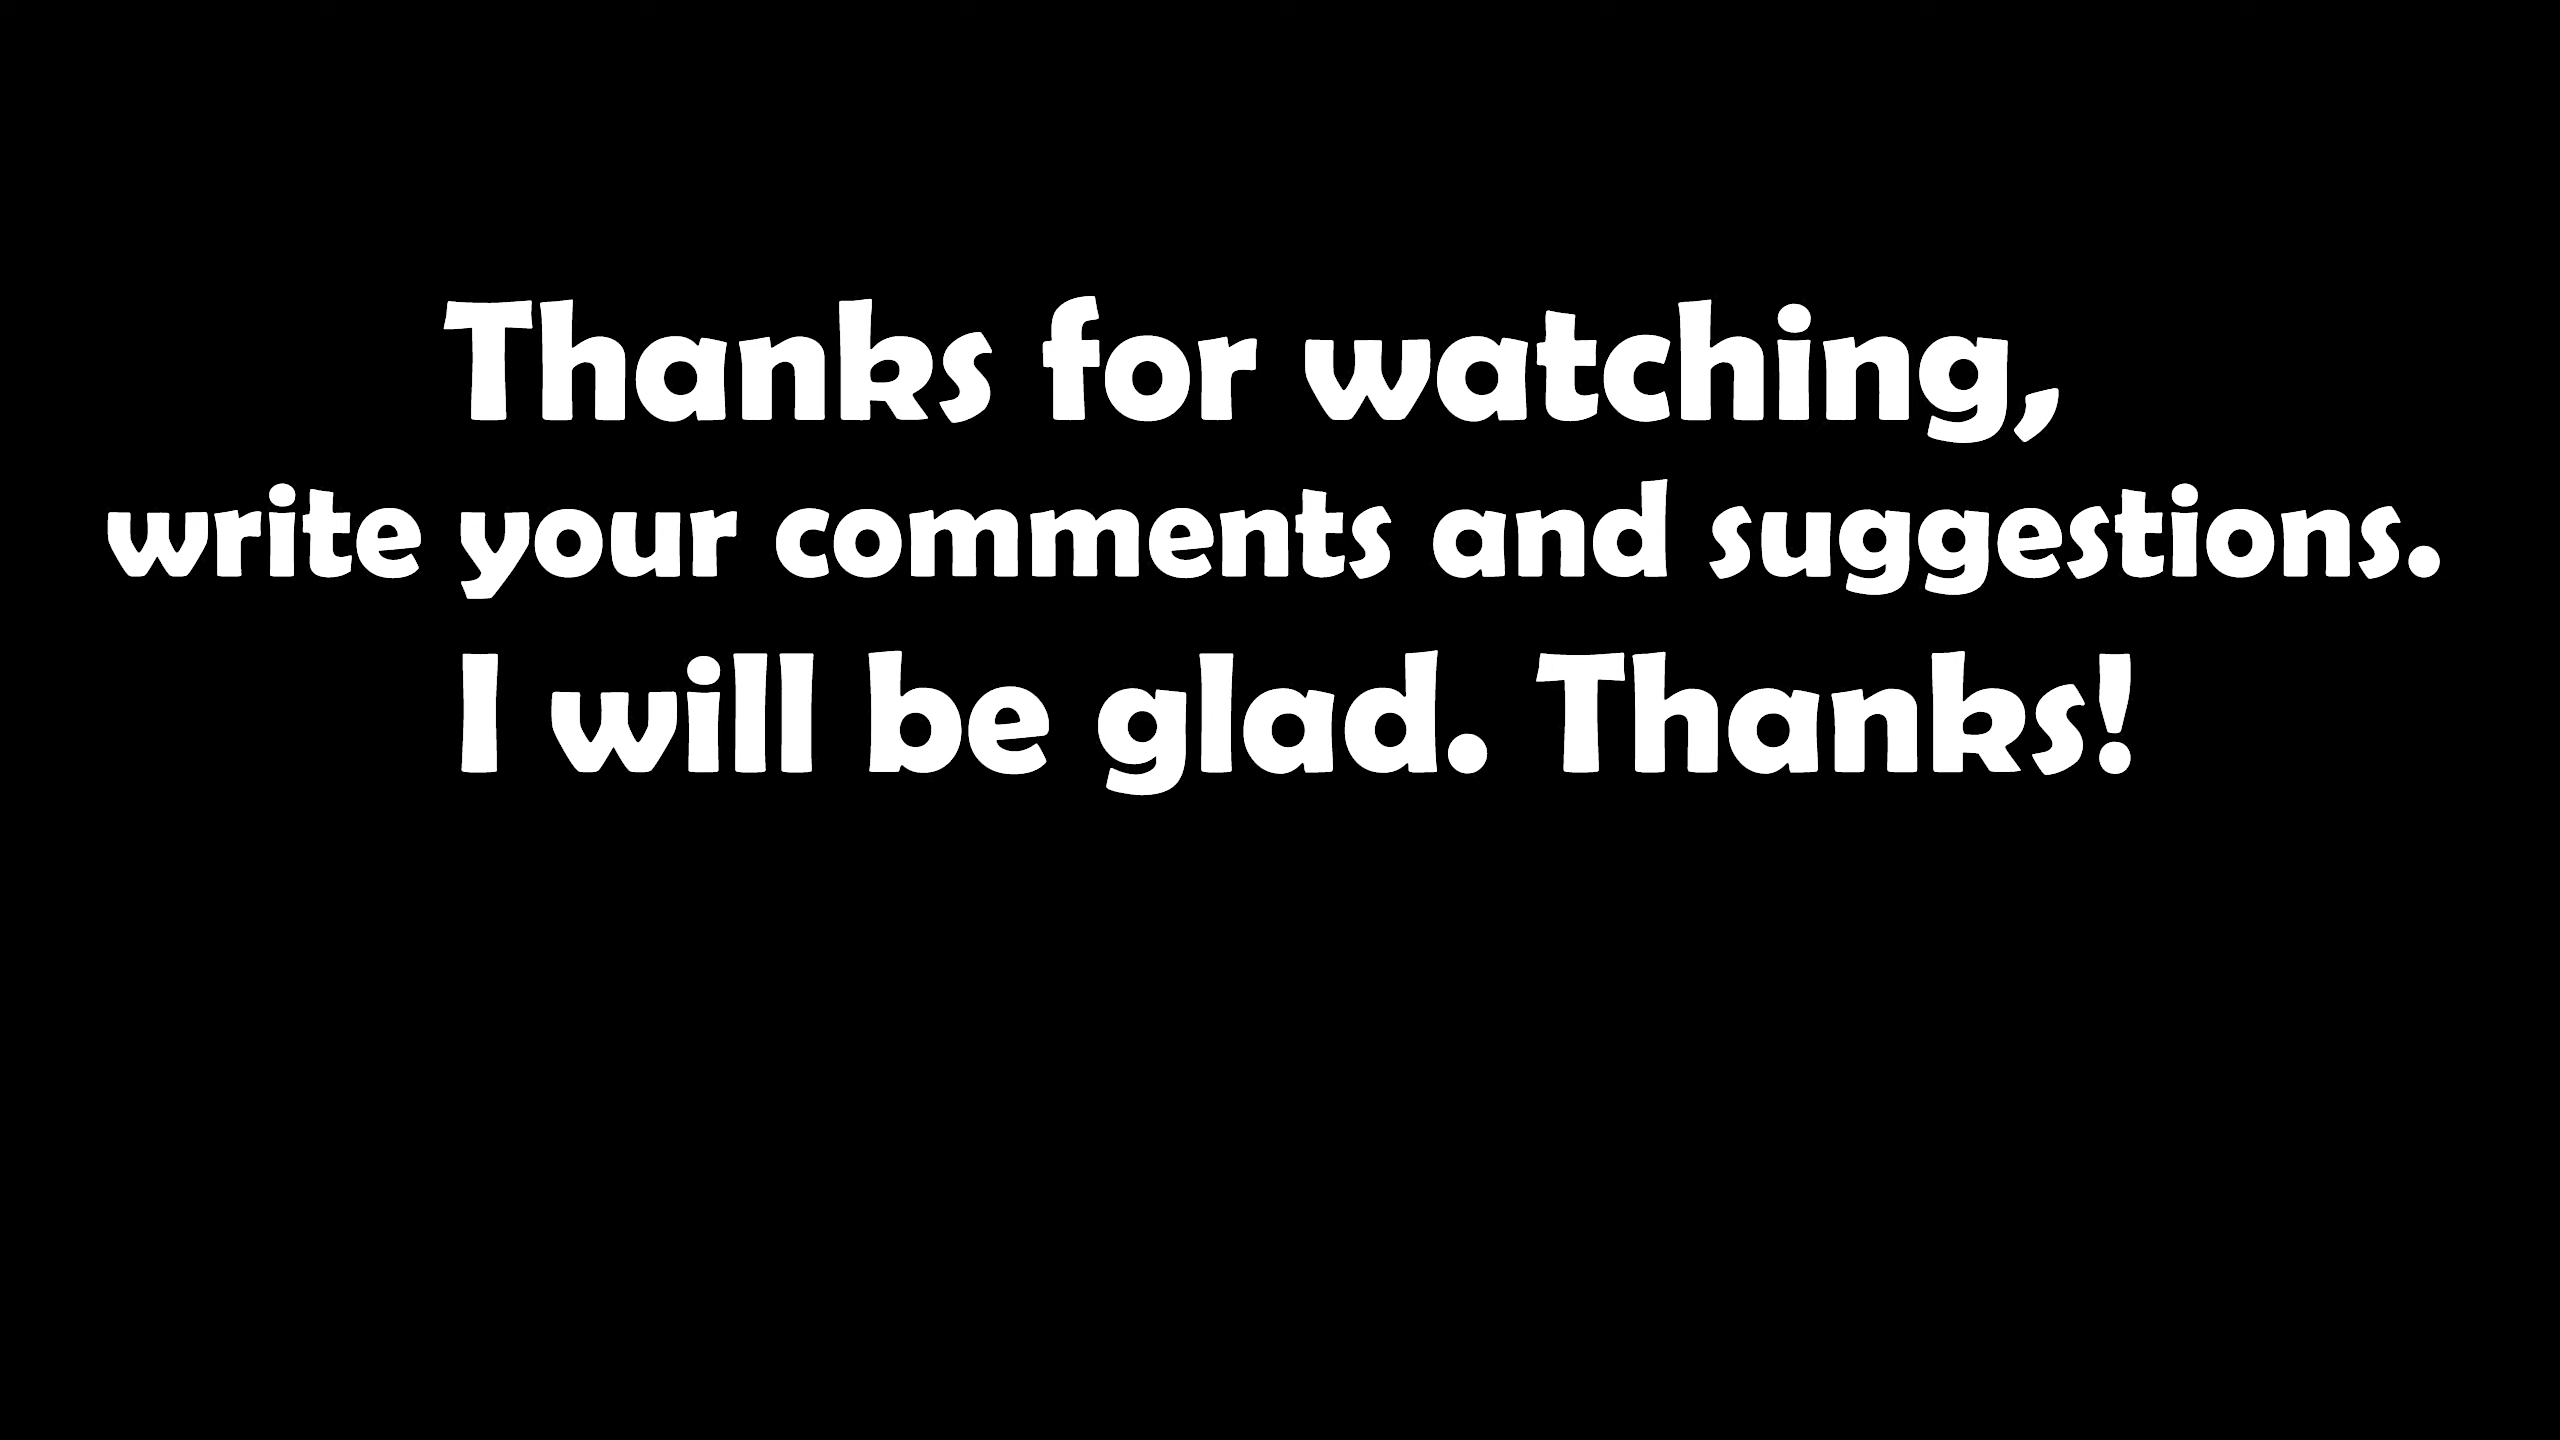 Thanks for watching,
write your comments and suggestions.
I will be glad. Thanks!